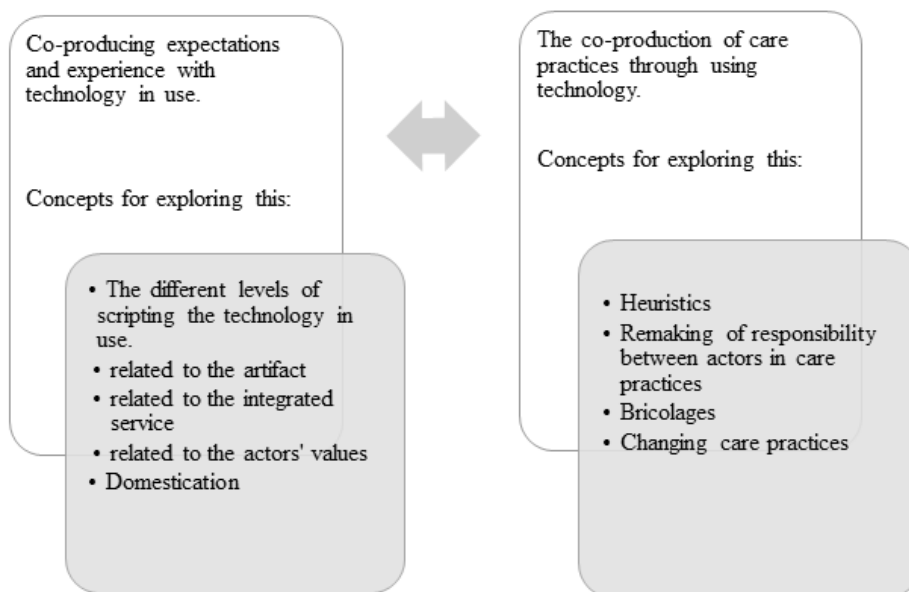 Co-producing expectations
and experience with
technology in use.
Concepts for exploring this:
• The different levels of
scripting the technology in
use.
• related to the artifact
• related to the integrated
service
• related to the actors' values
• Domestication
The co-production of care
practices through using
technology.
Concepts for exploring this:
• Heuristics
• Remaking of responsibility
between actors in care
practices
• Bricolages
• Changing care practices